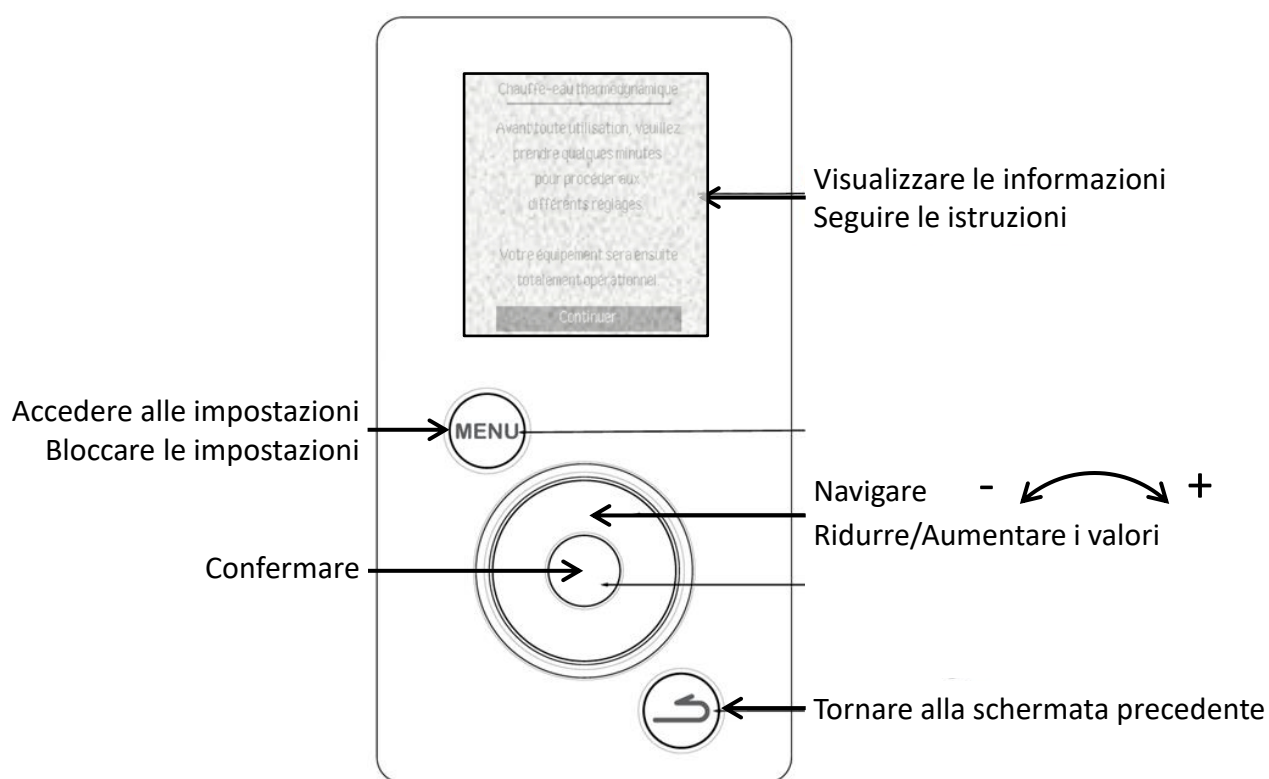 Chauffe-eau thermodynamique
Avant toute utilisation, veuillez
prendre quelques minutes
pour procéder aux
différents réglages
Votre équipement sera ensuite
totalement opérationnel
Continuer
Visualizzare le informazioni
Seguire le istruzioni
Accedere alle impostazioni
Bloccare le impostazioni
MENU
Navigare - +
Ridurre/Aumentare i valori
Confermare
Tornare alla schermata precedente